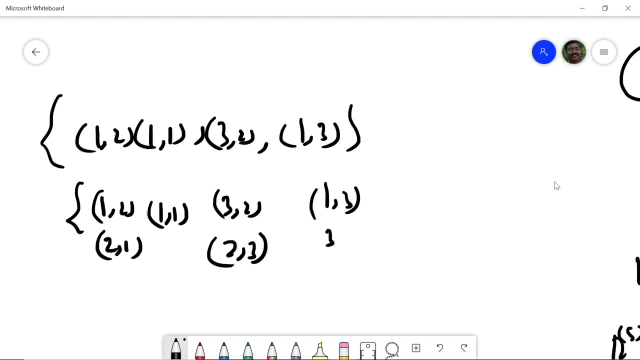 Microsoft Whiteboard
{ (1,2)(1,1) , (3,2), (1,3) }
{ (1,2) (1,1) (3,2) (1,3)
(2,1) (2,3) 3